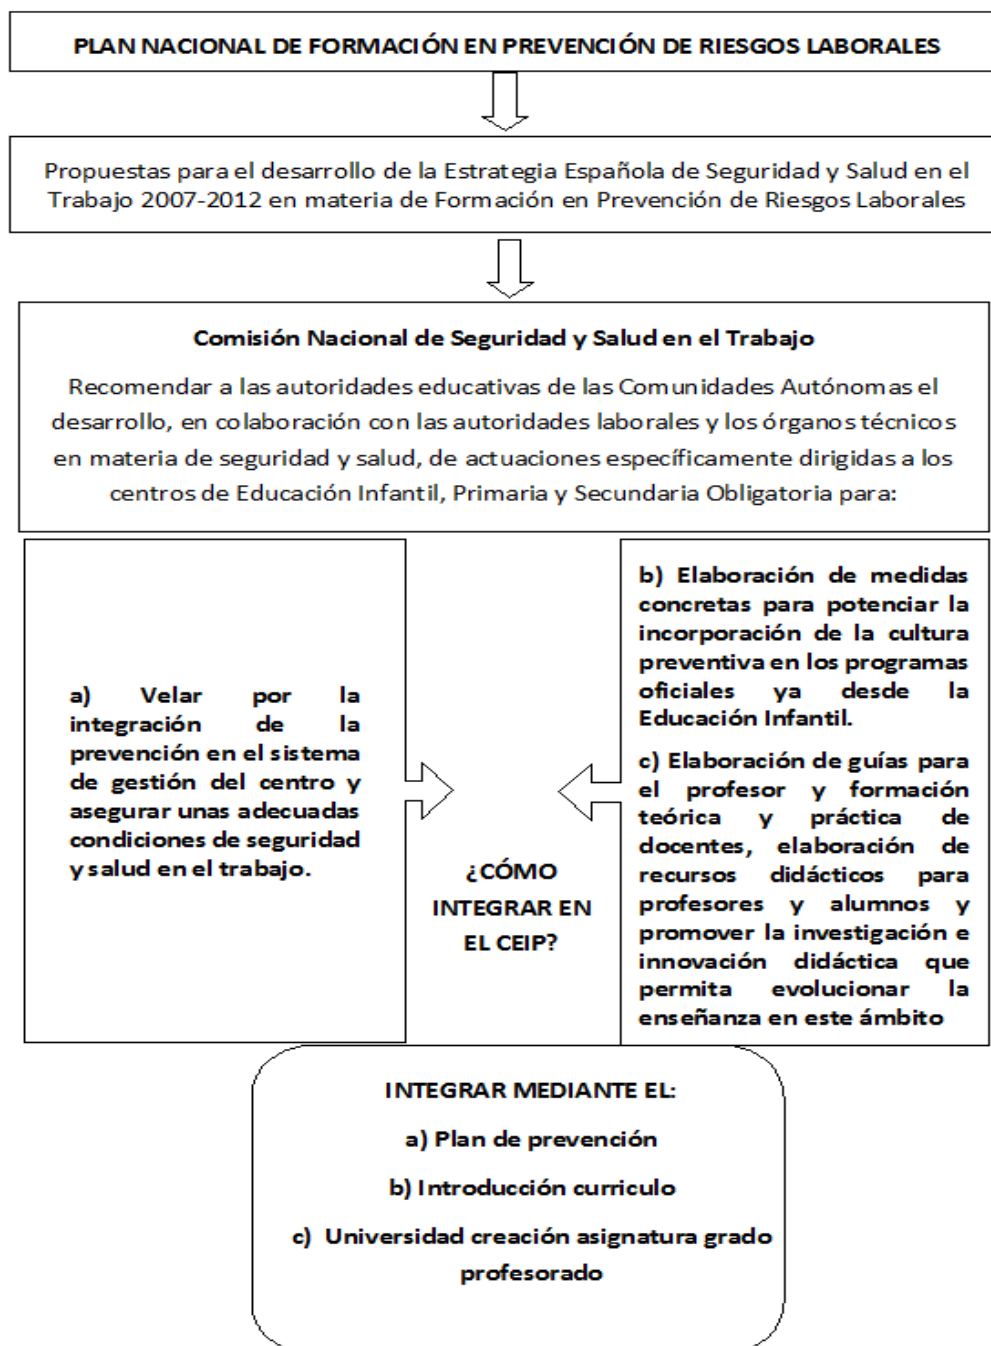 PLAN NACIONAL DE FORMACIÓN EN PREVENCIÓN DE RIESGOS LABORALES
Propuestas para el desarrollo de la Estrategia Española de Seguridad y Salud en el
Trabajo 2007-2012 en materia de Formación en Prevención de Riesgos Laborales
Comisión Nacional de Seguridad y Salud en el Trabajo
Recomendar a las autoridades educativas de las Comunidades Autónomas el
desarrollo, en colaboración con las autoridades laborales y los órganos técnicos
en materia de seguridad y salud, de actuaciones específicamente dirigidas a los
centros de Educación Infantil, Primaria y Secundaria Obligatoria para:
a) Velar por la
integración de la
prevención en el sistema
de gestión del centro y
asegurar unas adecuadas
condiciones de seguridad
y salud en el trabajo.
¿CÓMO
INTEGRAR EN
EL CEIP?
b) Elaboración de medidas
concretas para potenciar la
incorporación de la cultura
preventiva en los programas
oficiales ya desde la
Educación Infantil.
c) Elaboración de guías para
el profesor y formación
teórica y práctica de
docentes, elaboración de
recursos didácticos para
profesores y alumnos y
promover la investigación e
innovación didáctica que
permita evolucionar la
enseñanza en este ámbito
INTEGRAR MEDIANTE EL:
a) Plan de prevención
b) Introducción curriculo
c) Universidad creación asignatura grado
profesorado